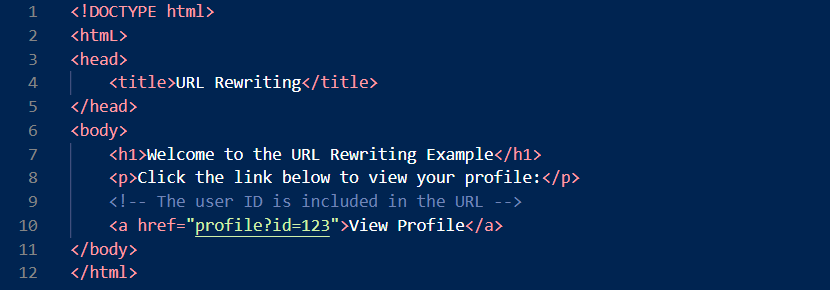 1 <!DOCTYPE html>
2 <htmL>
3 <head>
4     <title>URL Rewriting</title>
5 </head>
6 <body>
7     <h1>Welcome to the URL Rewriting Example</h1>
8     <p>Click the link below to view your profile:</p>
9     <!-- The user ID is included in the URL -->
10     <a href="profile?id=123">View Profile</a>
11 </body>
12 </html>